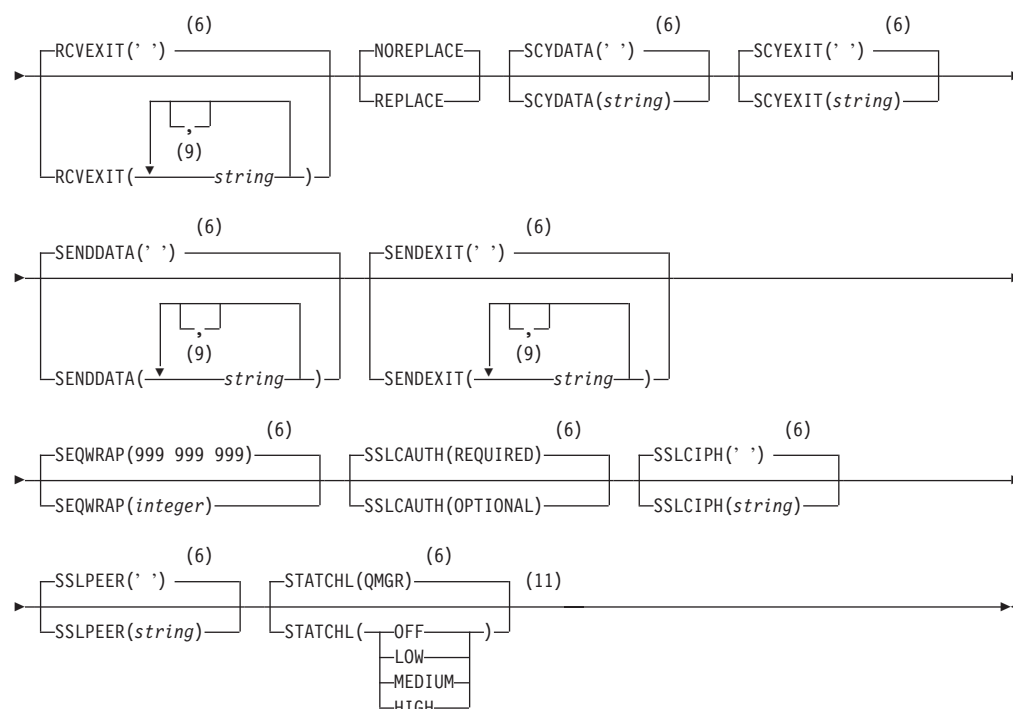 (6) (6) (6)
RCVEXIT(’ ’) NOREPLACE SCYDATA(’ ’) SCYEXIT(’ ’)
REPLACE SCYDATA(string) SCYEXIT(string)
,
(9)
RCVEXIT( string )
(6) (6)
SENDDATA(’ ’) SENDEXIT(’ ’)
, ,
(9) (9)
SENDDATA( string ) SENDEXIT( string )
(6) (6) (6)
SEQWRAP(999 999 999) SSLCAUTH(REQUIRED) SSLCIPH(’ ’)
SEQWRAP(integer) SSLCAUTH(OPTIONAL) SSLCIPH(string)
(6) (6)
SSLPEER(’ ’) STATCHL(QMGR) (11)
SSLPEER(string) STATCHL( OFF )
LOW
MEDIUM
HIGH